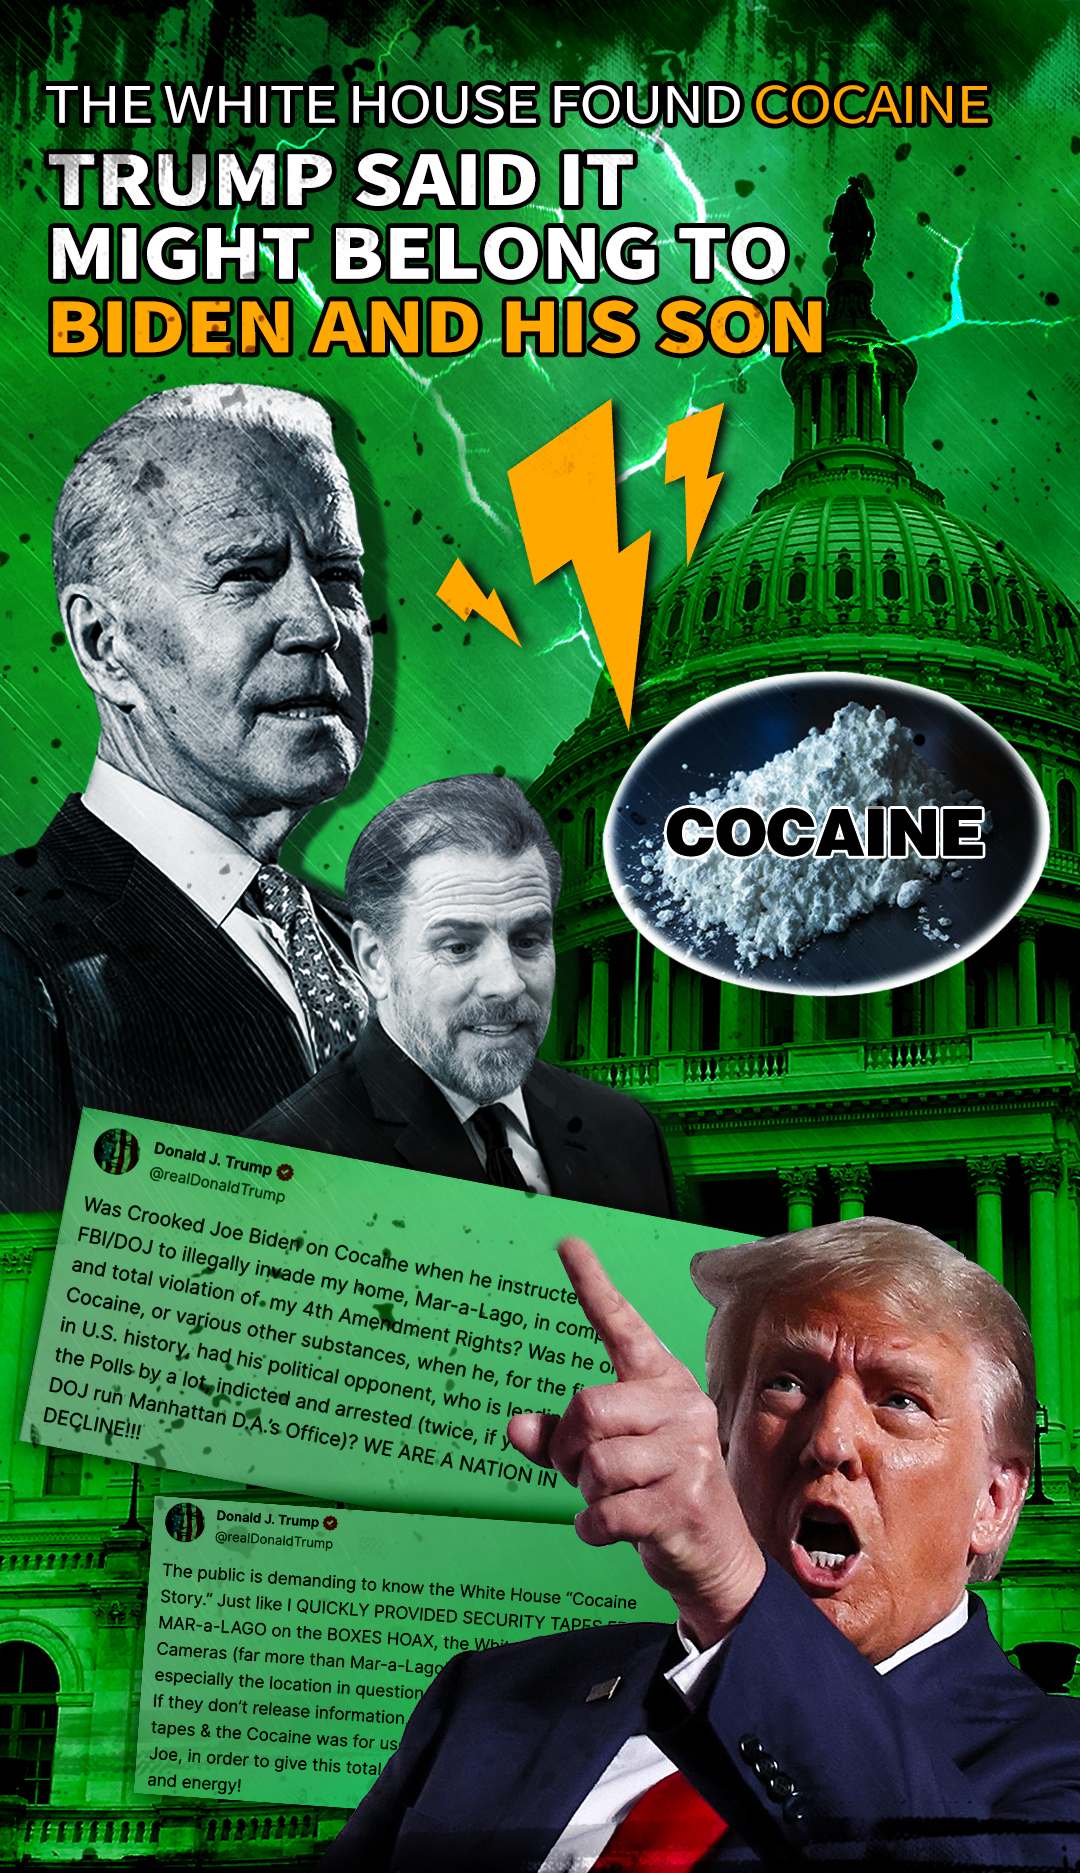 THE WHITE HOUSE FOUND COCAINE
TRUMP SAID IT
MIGHT BELONG TO
BIDEN AND HIS SON
COCAINE
Donald J. Trump
@realDonaldTrump
Was Crooked Joe Biden on Cocaine when he instructe
FBI/DOJ to illegally invade my home, Mar-a-Lago, in comp
and total violation of my 4th Amendment Rights? Was he o
Cocaine, or various other substances, when he, for the fi
in U.S. history, had his political opponent, who is leadin
the Polls by a lot, indicted and arrested (twice, if y
DOJ run Manhattan D.A.'s Office)? WE ARE A NATION IN
DECLINE!!!
Donald J. Trump
@realDonaldTrump
The public is demanding to know the White House “Cocaine
Story.” Just like I QUICKLY PROVIDED SECURITY TAPES
MAR-a-LAGO on the BOXES HOAX, the Whi
Cameras (far more than Mar-a-Lago
especially the location in question
If they don't release information
tapes & the Cocaine was for us
Joe, in order to give this total
and energy!